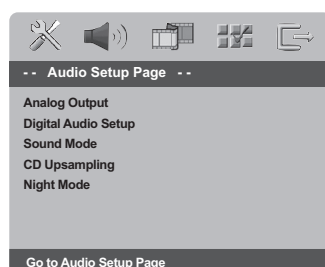 -- Audio Setup Page --
Analog Output
Digital Audio Setup
Sound Mode
CD Upsampling
Night Mode
Go to Audio Setup Page